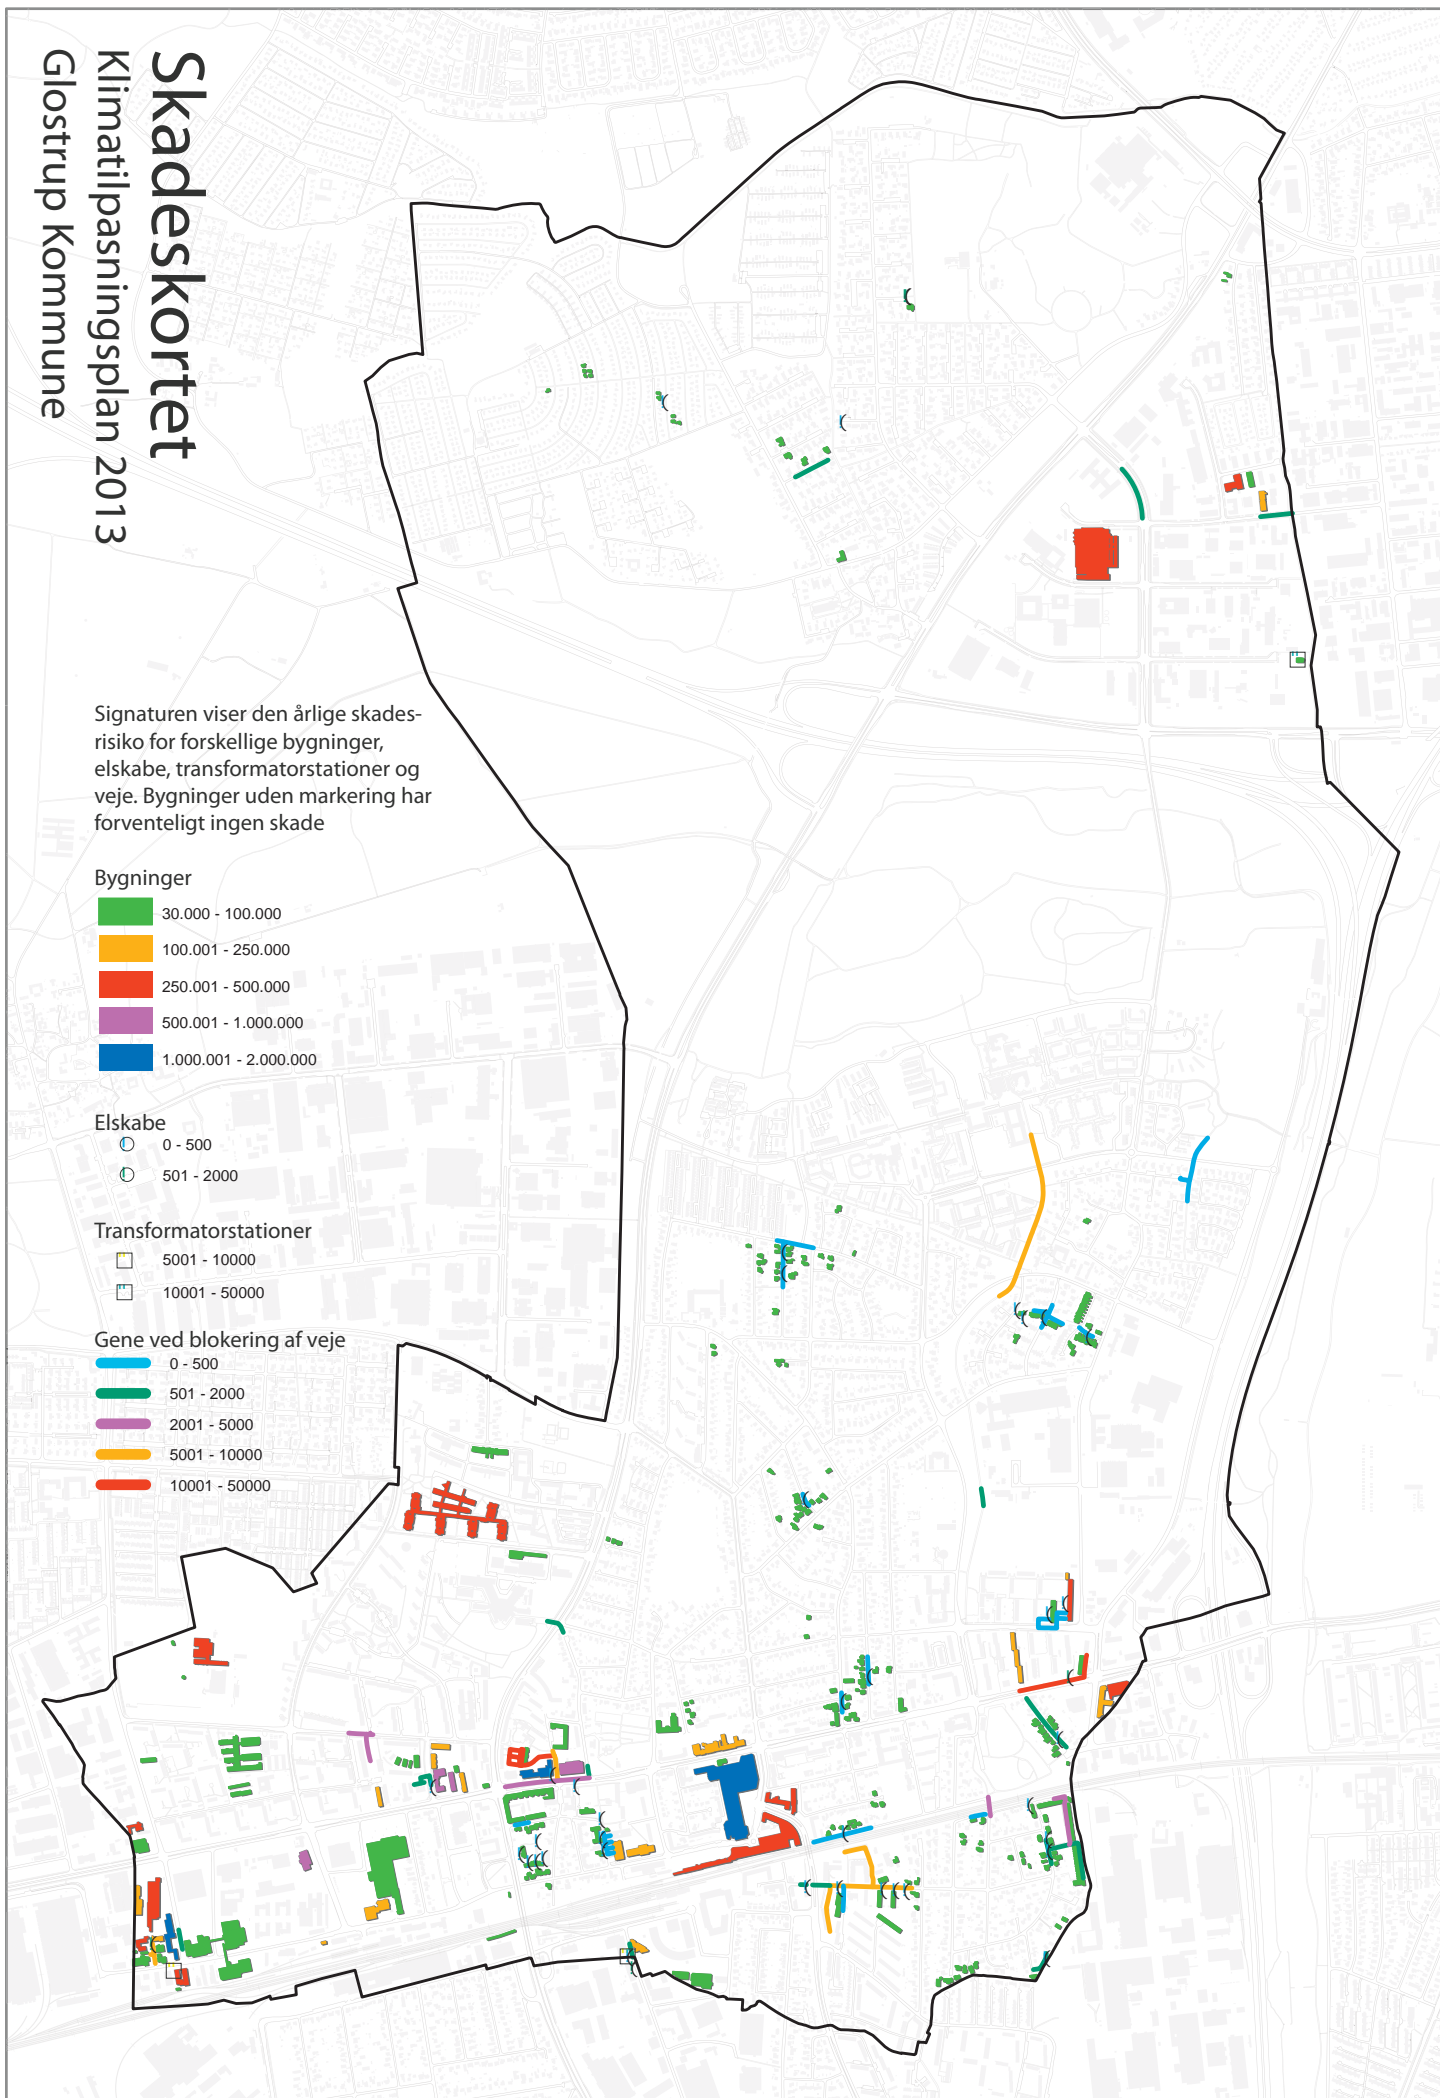 Skadeskortet
Klimatilpasningsplan 2013
Glostrup Kommune
Signaturen viser den årlige skades-
risiko for forskellige bygninger,
elskabe, transformatorstationer og
veje. Bygninger uden markering har
forventeligt ingen skade
Bygninger
30.000 - 100.000
100.001 - 250.000
250.001 - 500.000
500.001 - 1.000.000
1.000.001 - 2.000.000
Elskabe
0 - 500
501 - 2000
Transformatorstationer
5001 - 10000
10001 - 50000
Gene ved blokering af veje
0 - 500
501 - 2000
2001 - 5000
5001 - 10000
10001 - 50000